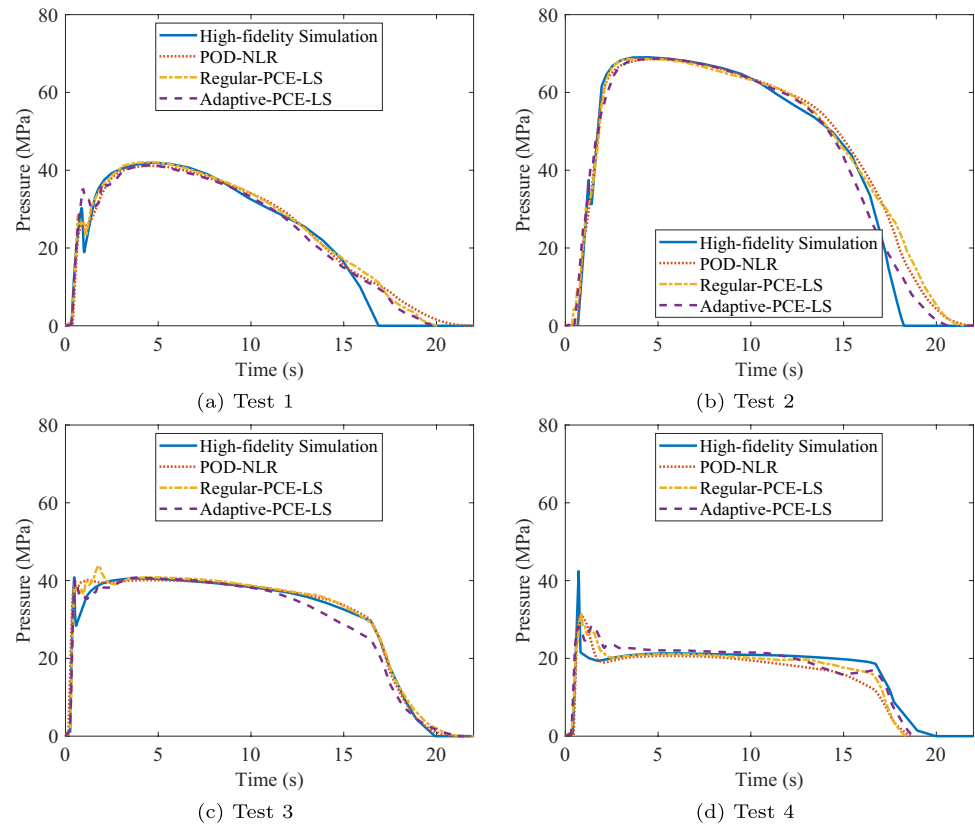 80
60
40
20
0
Pressure (MPa)
High-fidelity Simulation
POD-NLR
Regular-PCE-LS
Adaptive-PCE-LS
0 5 10 15 20
Time (s)
(a) Test 1
80
60
40
20
0
Pressure (MPa)
High-fidelity Simulation
POD-NLR
Regular-PCE-LS
Adaptive-PCE-LS
0 5 10 15 20
Time (s)
(b) Test 2
80
60
40
20
0
Pressure (MPa)
High-fidelity Simulation
POD-NLR
Regular-PCE-LS
Adaptive-PCE-LS
0 5 10 15 20
Time (s)
(c) Test 3
80
60
40
20
0
Pressure (MPa)
High-fidelity Simulation
POD-NLR
Regular-PCE-LS
Adaptive-PCE-LS
0 5 10 15 20
Time (s)
(d) Test 4